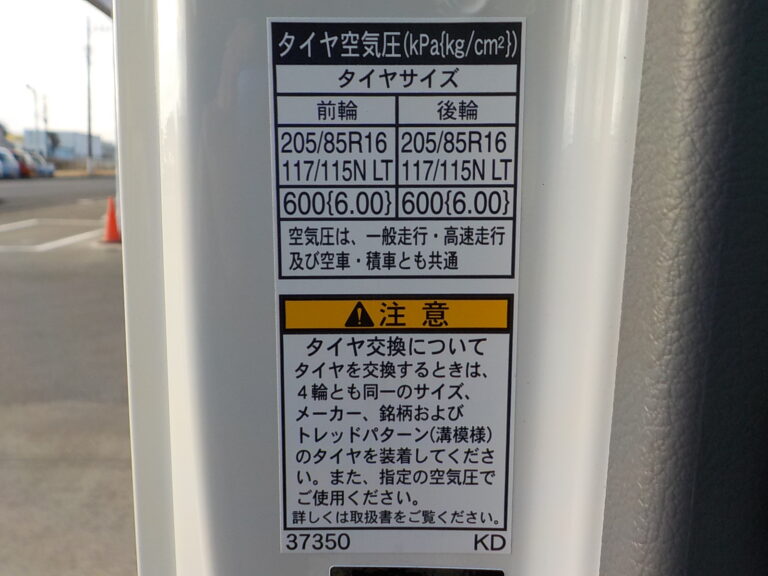 タイヤ空気圧(kPa{kg/cm²})
タイヤサイズ
前輪 後輪
205/85R16 205/85R16
117/115N LT 117/115N LT
600{6.00} 600{6.00}
空気圧は、一般走行・高速走行
及び空車・積車とも共通
注意
タイヤ交換について
タイヤを交換するときは、
４輪とも同一のサイズ、
メーカー、銘柄および
トレッドパターン(溝模様)
のタイヤを装着してくださ
い。また、指定の空気圧で
ご使用ください。
詳しくは取扱書をご覧ください。
37350 KD